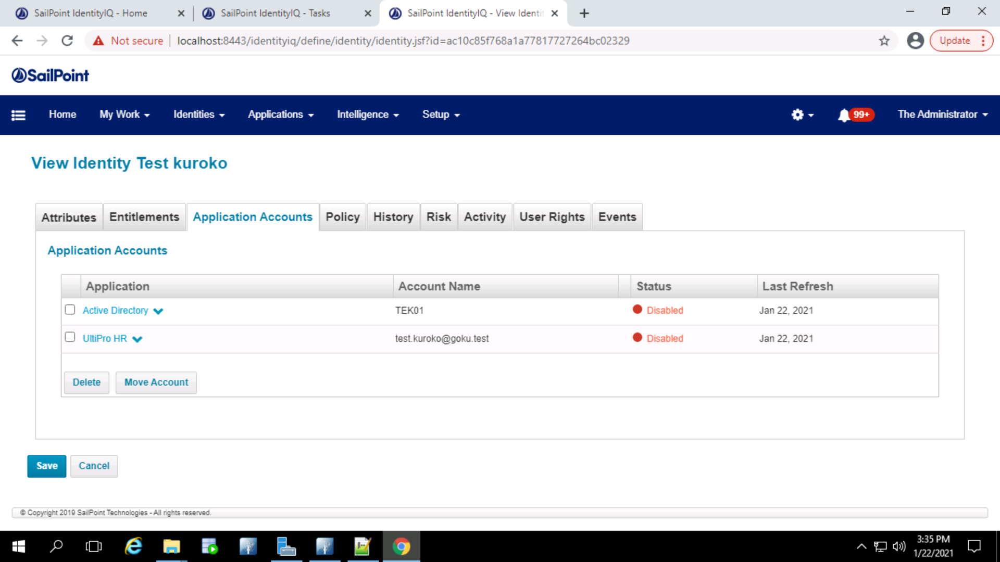 SailPoint IdentityIQ - Home
SailPoint IdentityIQ - Tasks
SailPoint IdentityIQ - View Identit
Not secure
localhost:8443/identityiq/define/identity/identity.jsf?id=ac10c85f768a1a77817727264bc02329
Update
SailPoint
Home
My Work
Identities
Applications
Intelligence
Setup
99+
The Administrator
View Identity Test kuroko
Attributes
Entitlements
Application Accounts
Policy
History
Risk
Activity
User Rights
Events
Application Accounts
Application Account Name Status Last Refresh
Active Directory TEK01 Disabled Jan 22, 2021
UltiPro HR test.kuroko@goku.test Disabled Jan 22, 2021
Delete
Move Account
Save
Cancel
© Copyright 2019 SailPoint Technologies - All rights reserved.
3:35 PM
1/22/2021